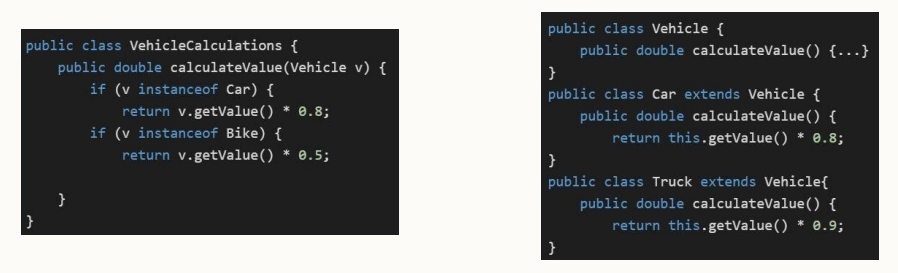 public class VehicleCalculations {
    public double calculateValue(Vehicle v) {
        if (v instanceof Car) {
            return v.getValue() * 0.8;
        if (v instanceof Bike) {
            return v.getValue() * 0.5;
    }
}
public class Vehicle {
    public double calculateValue() {...}
}
public class Car extends Vehicle {
    public double calculateValue() {
        return this.getValue() * 0.8;
}
public class Truck extends Vehicle{
    public double calculateValue() {
        return this.getValue() * 0.9;
}